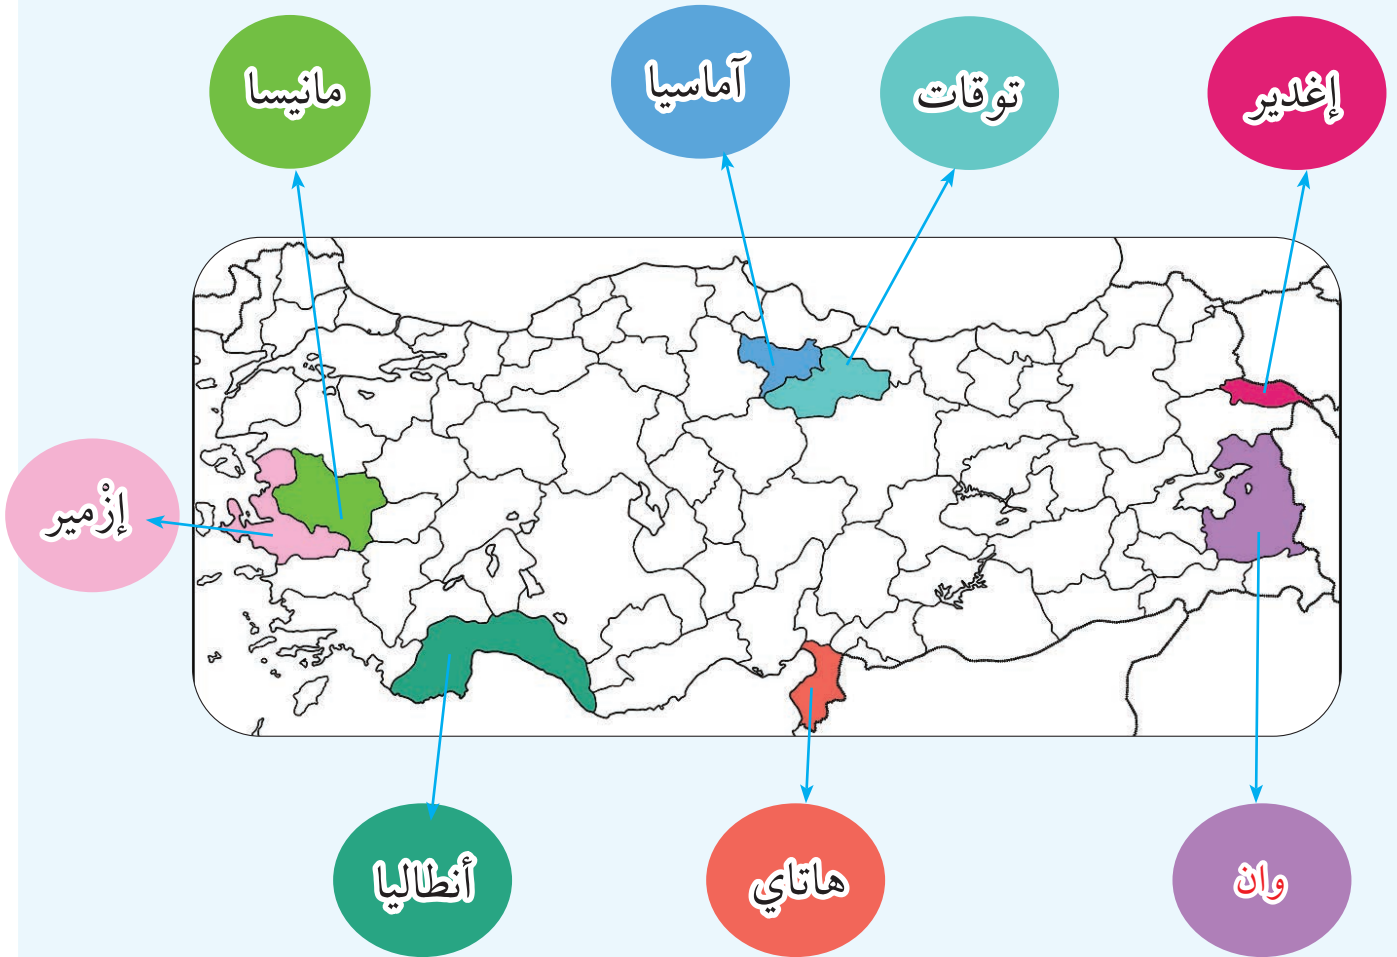 إغدير
توقات
آماسيا
مانيسا
إزْمير
وان
هاتاي
أنطاليا